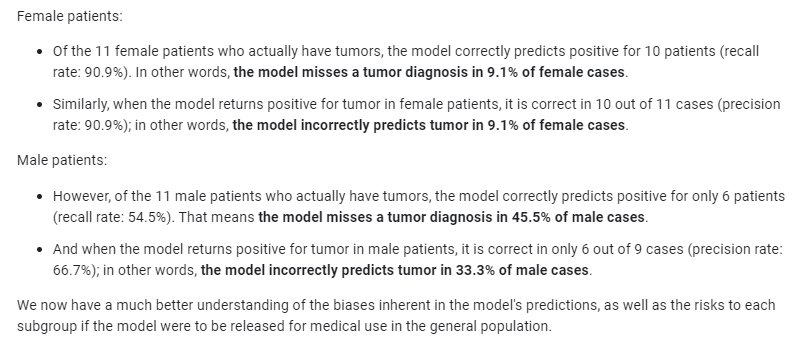 Female patients:
• Of the 11 female patients who actually have tumors, the model correctly predicts positive for 10 patients (recall
rate: 90.9%). In other words, the model misses a tumor diagnosis in 9.1% of female cases.
• Similarly, when the model returns positive for tumor in female patients, it is correct in 10 out of 11 cases (precision
rate: 90.9%); in other words, the model incorrectly predicts tumor in 9.1% of female cases.
Male patients:
• However, of the 11 male patients who actually have tumors, the model correctly predicts positive for only 6 patients
(recall rate: 54.5%). That means the model misses a tumor diagnosis in 45.5% of male cases.
• And when the model returns positive for tumor in male patients, it is correct in only 6 out of 9 cases (precision rate:
66.7%); in other words, the model incorrectly predicts tumor in 33.3% of male cases.
We now have a much better understanding of the biases inherent in the model's predictions, as well as the risks to each
subgroup if the model were to be released for medical use in the general population.